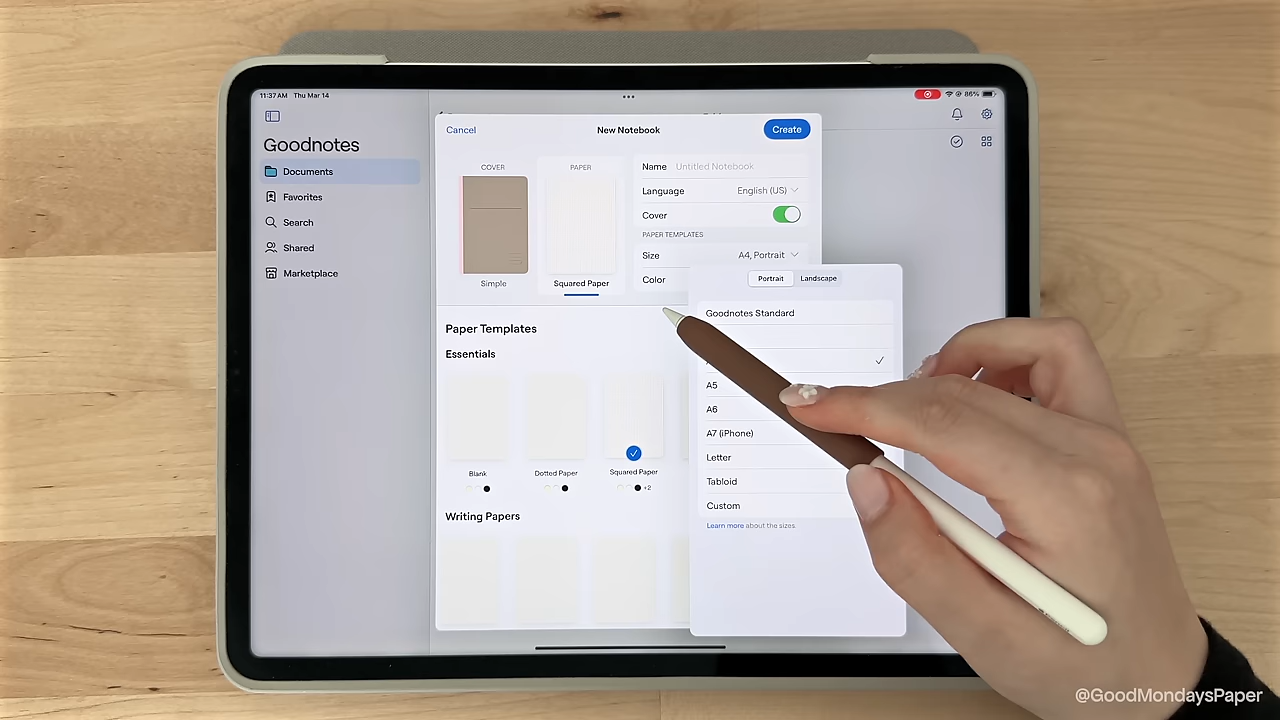 11:37 AM Thu Mar 14
86%
Goodnotes
Documents
Favorites
Search
Shared
Marketplace
Cancel
New Notebook
Create
COVER
PAPER
Simple
Squared Paper
Name Untitled Notebook
Language English (US)
Cover
PAPER TEMPLATES
Size A4, Portrait
Color
Portrait Landscape
Goodnotes Standard
A5
A6
A7 (iPhone)
Letter
Tabloid
Custom
Learn more about the sizes
Paper Templates
Essentials
Blank
Dotted Paper
Squared Paper
+2
Writing Papers
@GoodMondaysPaper